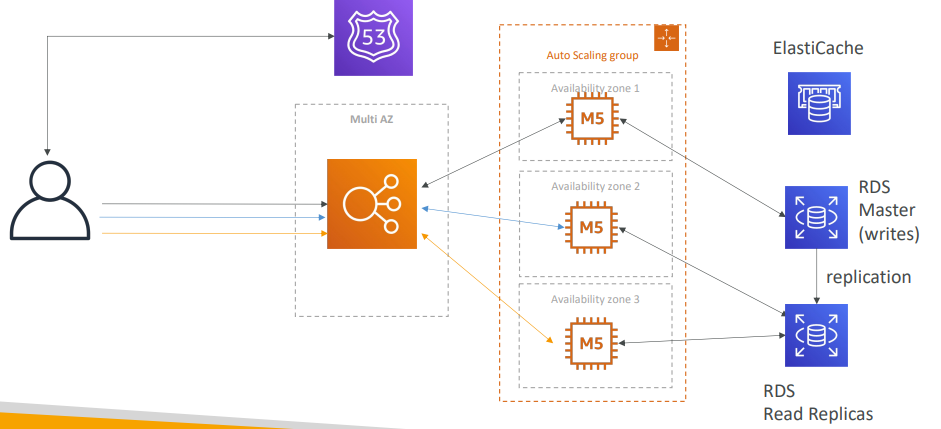 53
Auto Scaling group
ElastiCache
Availability zone 1
Multi AZ
M5
Availability zone 2
M5
RDS
Master
(writes)
replication
Availability zone 3
M5
RDS
Read Replicas